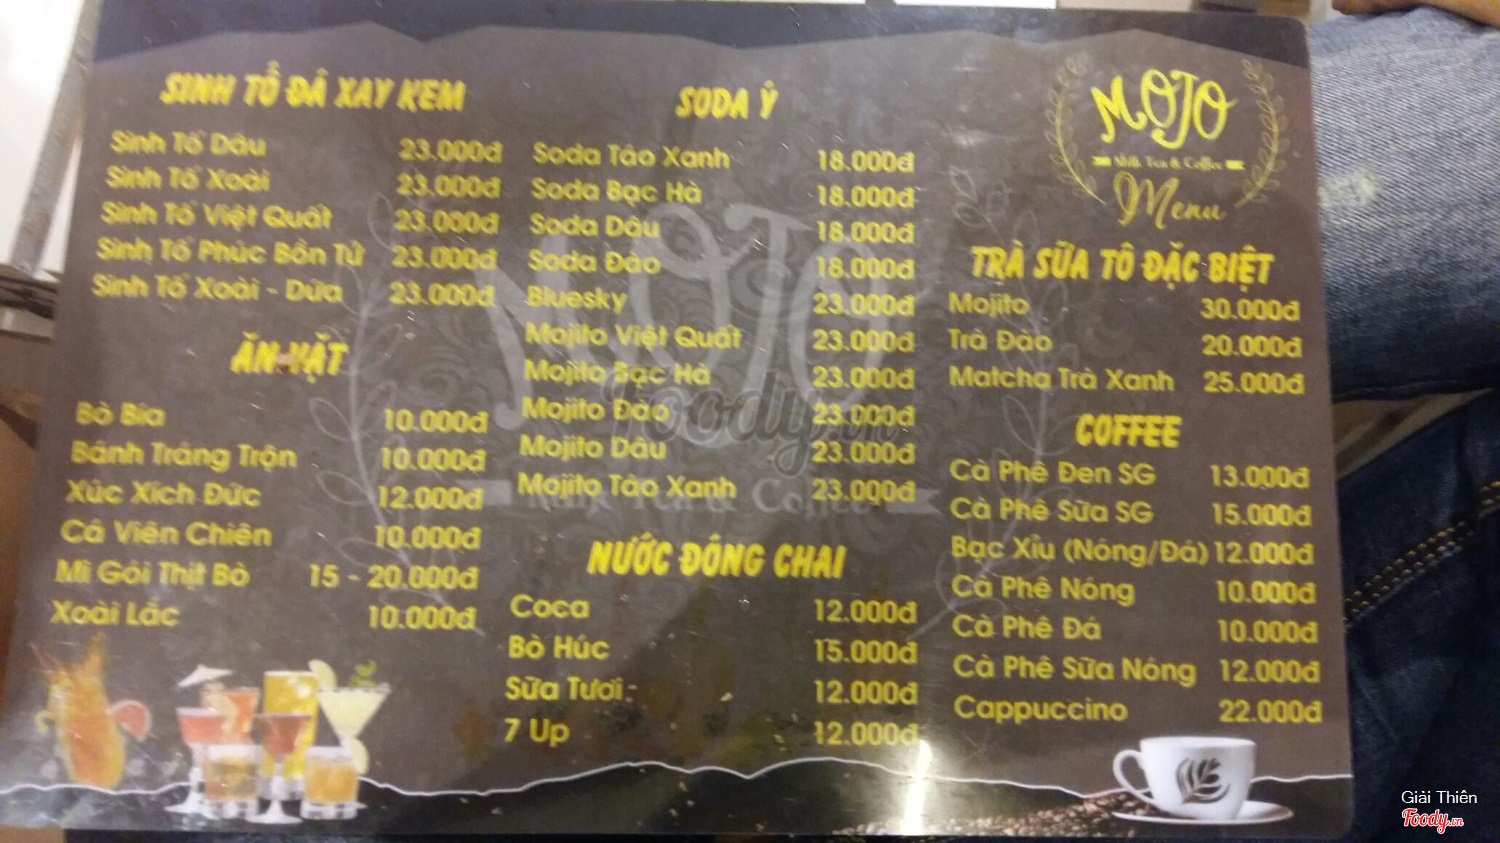 SINH TỐ ĐÁ XAY KEM
Sinh Tố Dâu 23.000đ
Sinh Tố Xoài 23.000đ
Sinh Tố Việt Quất 23.000đ
Sinh Tố Phúc Bồn Tử 23.000đ
Sinh Tố Xoài - Dừa 23.000đ
ĂN VẶT
Bò Bía 10.000đ
Bánh Tráng Trộn 10.000đ
Xúc Xích Đức 12.000đ
Cá Viên Chiên 10.000đ
Mì Gói Thịt Bò 15 - 20.000đ
Xoài Lắc 10.000đ
SODA Ý
Soda Táo Xanh 18.000đ
Soda Bạc Hà 18.000đ
Soda Dâu 18.000đ
Soda Đào 18.000đ
Bluesky 23.000đ
Mojito Việt Quất 23.000đ
Mojito Bạc Hà 23.000đ
Mojito Đào 23.000đ
Mojito Dâu 23.000đ
Mojito Táo Xanh 23.000đ
NƯỚC ĐÓNG CHAI
Coca 12.000đ
Bò Húc 15.000đ
Sữa Tươi 12.000đ
7 Up 12.000đ
MOJO
Milk Tea & Coffee
Menu
TRÀ SỮA TÔ ĐẶC BIỆT
Mojito 30.000đ
Trà Đào 20.000đ
Matcha Trà Xanh 25.000đ
COFFEE
Cà Phê Đen SG 13.000đ
Cà Phê Sữa SG 15.000đ
Bạc Xỉu (Nóng/Đá) 12.000đ
Cà Phê Nóng 10.000đ
Cà Phê Đá 10.000đ
Cà Phê Sữa Nóng 12.000đ
Cappuccino 22.000đ
MOJO
Milk Tea & Coffee
Foody.vn
Giải Thiên
Foody.vn